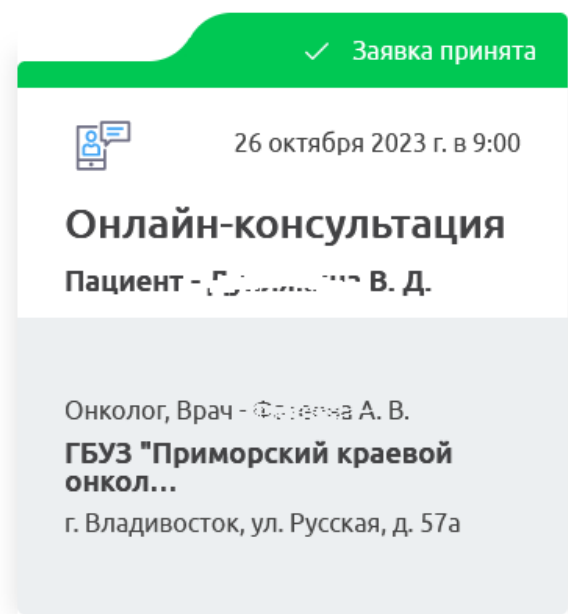 Заявка принята
26 октября 2023 г. в 9:00
Онлайн-консультация
Пациент - В. Д.
Онколог, Врач - А. В.
ГБУЗ "Приморский краевой
онкол...
г. Владивосток, ул. Русская, д. 57а